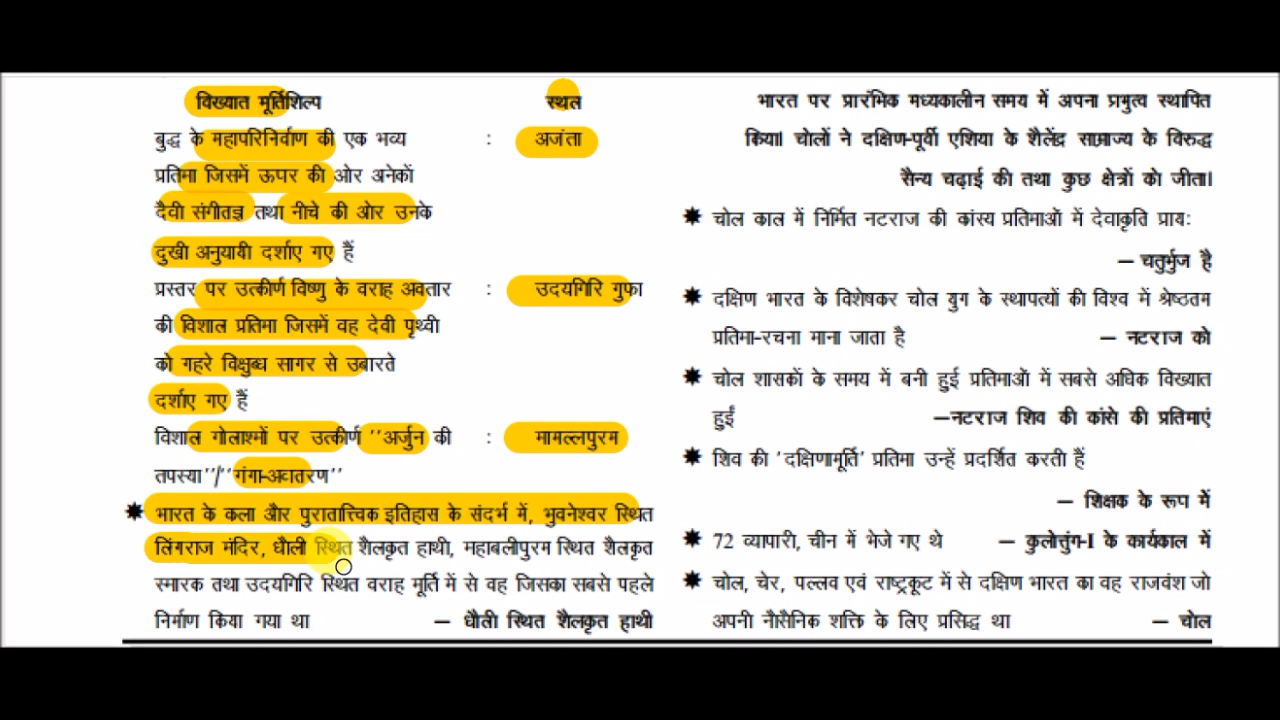 विख्यात मूर्तिशिल्प स्थल
बुद्ध के महापरिनिर्वाण की एक भव्य : अजंता
प्रतिमा जिसमें ऊपर की ओर अनेकों
दैवी संगीतज्ञ तथा नीचे की ओर उनके
दुखी अनुयायी दर्शाए गए हैं
प्रस्तर पर उत्कीर्ण विष्णु के वराह अवतार : उदयगिरि गुफा
की विशाल प्रतिमा जिसमें वह देवी पृथ्वी
को गहरे विक्षुब्ध सागर से उबारते
दर्शाए गए हैं
विशाल गोलाश्मों पर उत्कीर्ण ''अर्जुन की : मामल्लपुरम
तपस्या''/''गंगा-अवतरण''
✷ भारत के कला और पुरातात्त्विक इतिहास के संदर्भ में, भुवनेश्वर स्थित
लिंगराज मंदिर, धौली स्थित शैलकृत हाथी, महाबलीपुरम स्थित शैलकृत
स्मारक तथा उदयगिरि स्थित वराह मूर्ति में से वह जिसका सबसे पहले
निर्माण किया गया था – धौली स्थित शैलकृत हाथी
भारत पर प्रारंभिक मध्यकालीन समय में अपना प्रभुत्व स्थापित
किया। चोलों ने दक्षिण-पूर्वी एशिया के शैलेंद्र साम्राज्य के विरुद्ध
सैन्य चढ़ाई की तथा कुछ क्षेत्रों को जीता।
✷ चोल काल में निर्मित नटराज की कांस्य प्रतिमाओं में देवाकृति प्राय:
– चतुर्भुज है
✷ दक्षिण भारत के विशेषकर चोल युग के स्थापत्यों की विश्व में श्रेष्ठतम
प्रतिमा-रचना माना जाता है – नटराज को
✷ चोल शासकों के समय में बनी हुई प्रतिमाओं में सबसे अधिक विख्यात
हुईं –नटराज शिव की कांसे की प्रतिमाएं
✷ शिव की 'दक्षिणामूर्ति' प्रतिमा उन्हें प्रदर्शित करती हैं
– शिक्षक के रूप में
✷ 72 व्यापारी, चीन में भेजे गए थे – कुलोत्तुंग-I के कार्यकाल में
✷ चोल, चेर, पल्लव एवं राष्ट्रकूट में से दक्षिण भारत का वह राजवंश जो
अपनी नौसैनिक शक्ति के लिए प्रसिद्ध था – चोल